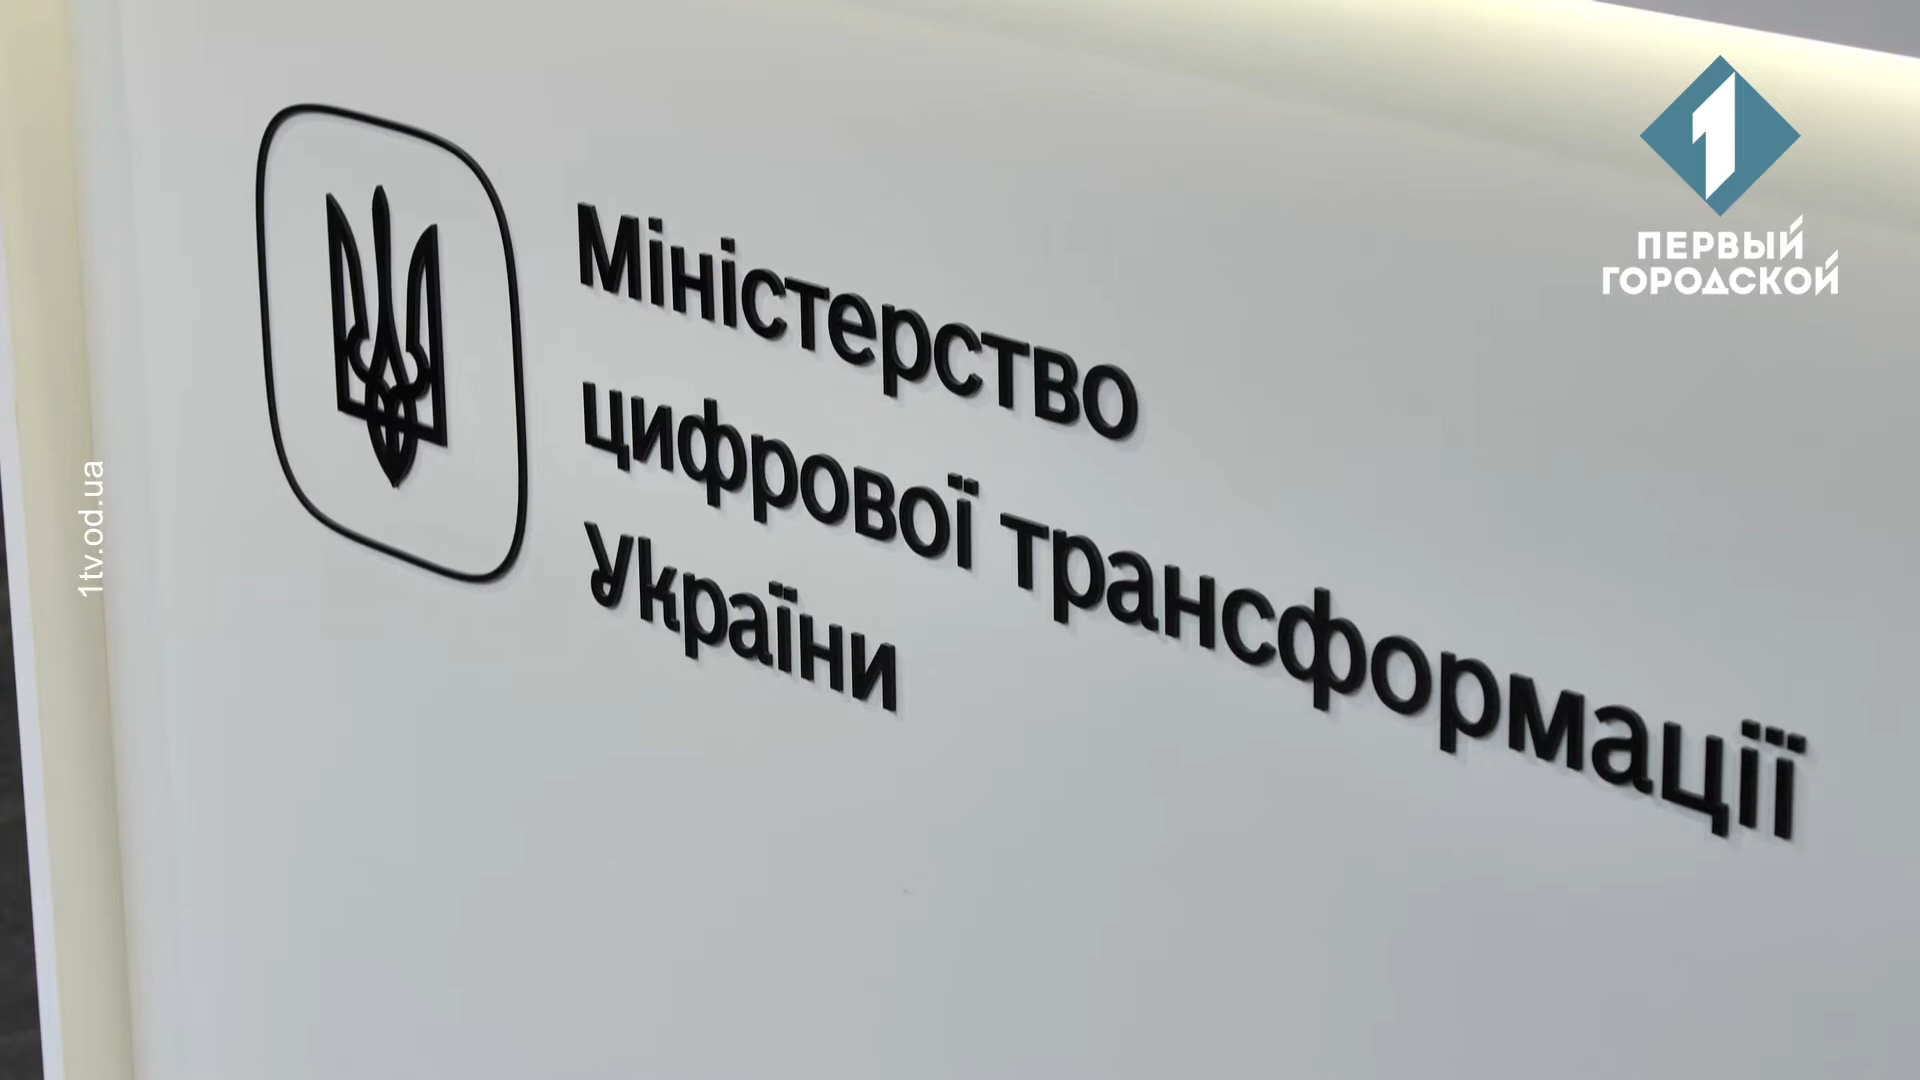 Міністерство
цифрової трансформації
України
1
ПЕРВЫЙ
ГОРОДСКОЙ
1tv.od.ua